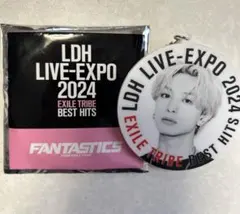 LDH
LIVE-EXPO
2024
EXILE TRIBE
BEST HITS
FANTASTICS
LDH LIVE-EXPO 2024
EXILE TRIBE BEST HITS